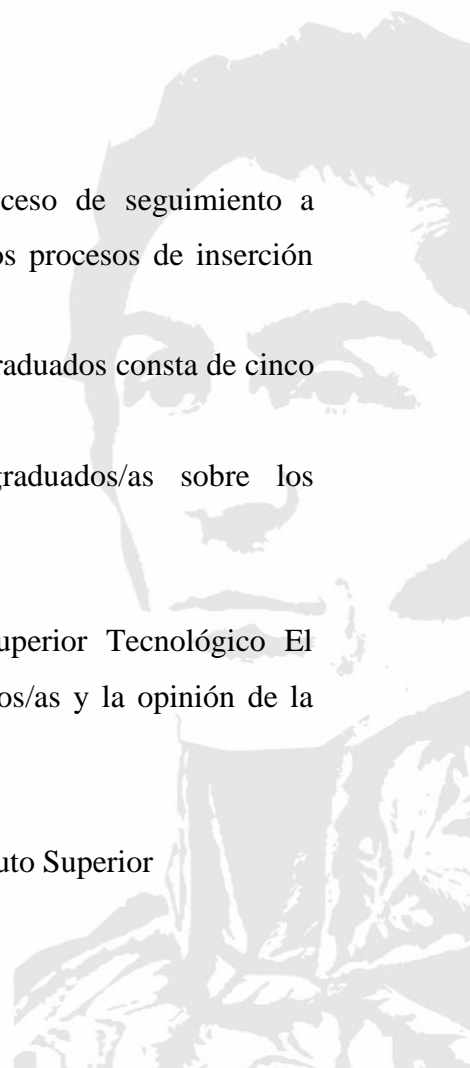 ceso de seguimiento a
os procesos de inserción
raduados consta de cinco
graduados/as sobre los
uperior Tecnológico El
os/as y la opinión de la
uto Superior